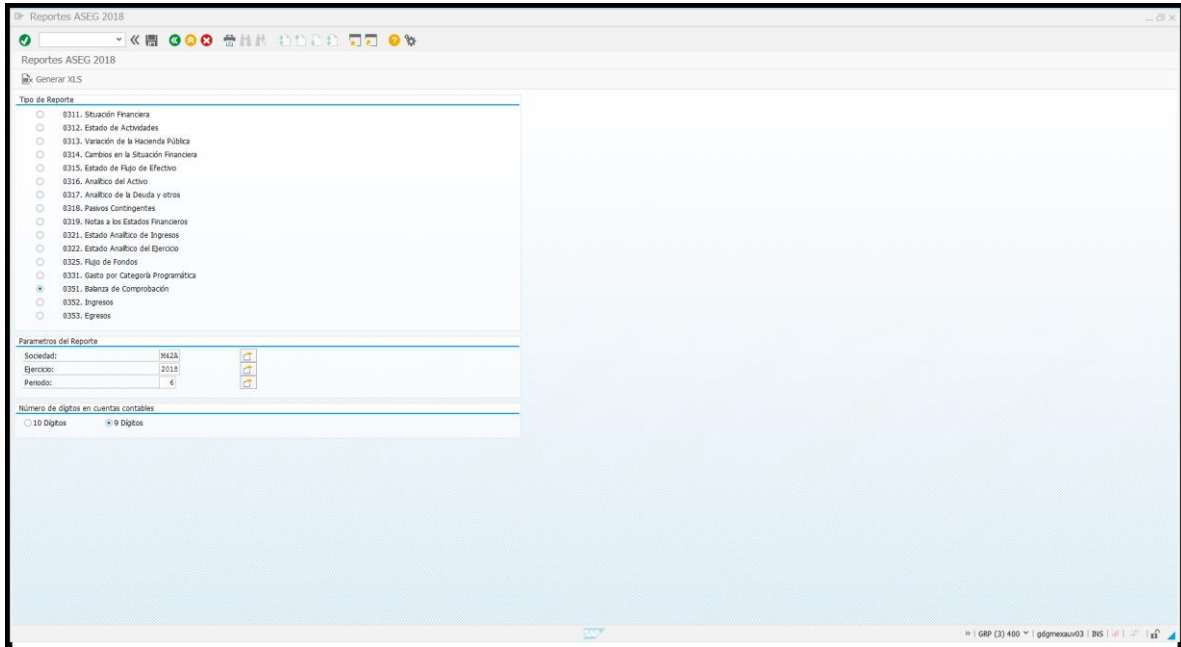 Reportes ASEG 2018
Reportes ASEG 2018
Generar XLS
Tipo de Reporte
0311. Situación Financiera
0312. Estado de Actividades
0313. Variación de la Hacienda Pública
0314. Cambios en la Situación Financiera
0315. Estado de Flujo de Efectivo
0316. Analítico del Activo
0317. Analítico de la Deuda y otros
0318. Pasivos Contingentes
0319. Notas a los Estados Financieros
0321. Estado Analítico de Ingresos
0322. Estado Analítico del Ejercicio
0325. Flujo de Fondos
0331. Gasto por Categoría Programática
0351. Balanza de Comprobación
0352. Ingresos
0353. Egresos
Parametros del Reporte
Sociedad: M42A
Ejercicio: 2018
Periodo: 6
Número de dígitos en cuentas contables
10 Dígitos 9 Dígitos
SAP
» | GRP (3) 400 | gdgmexauv03 | INS